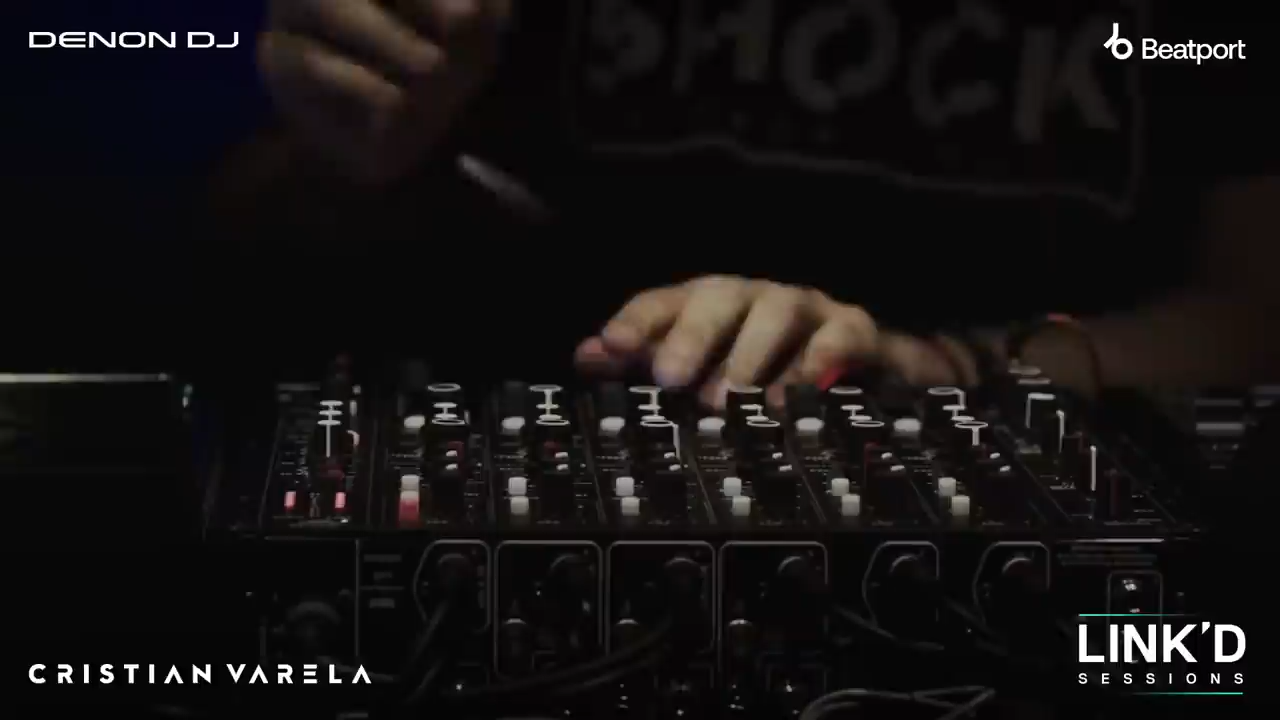 DENON DJ
Beatport
SHOCK
CRISTIAN VARELA
LINK'D
SESSIONS